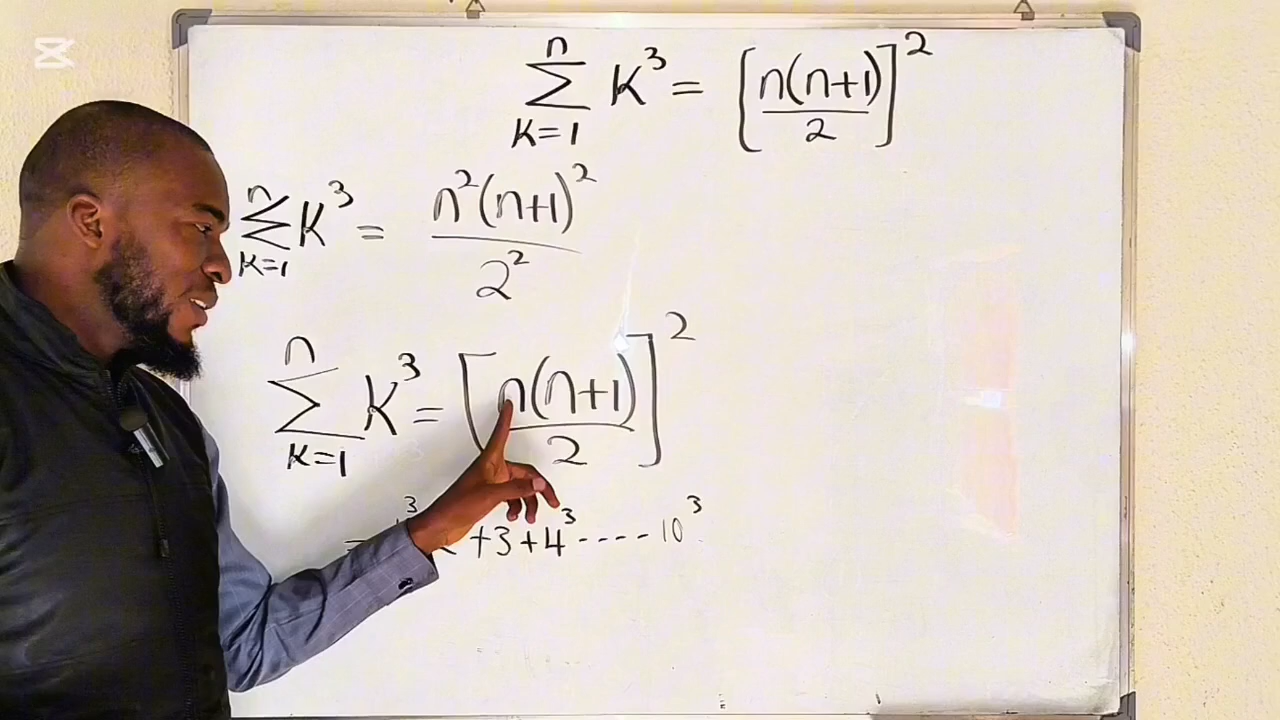 n
∑ K³ = [n(n+1)/2]²
K=1
n
∑ K³ = n²(n+1)²/2²
K=1
n
∑ K³ = [n(n+1)/2]²
K=1
+3+4³----10³